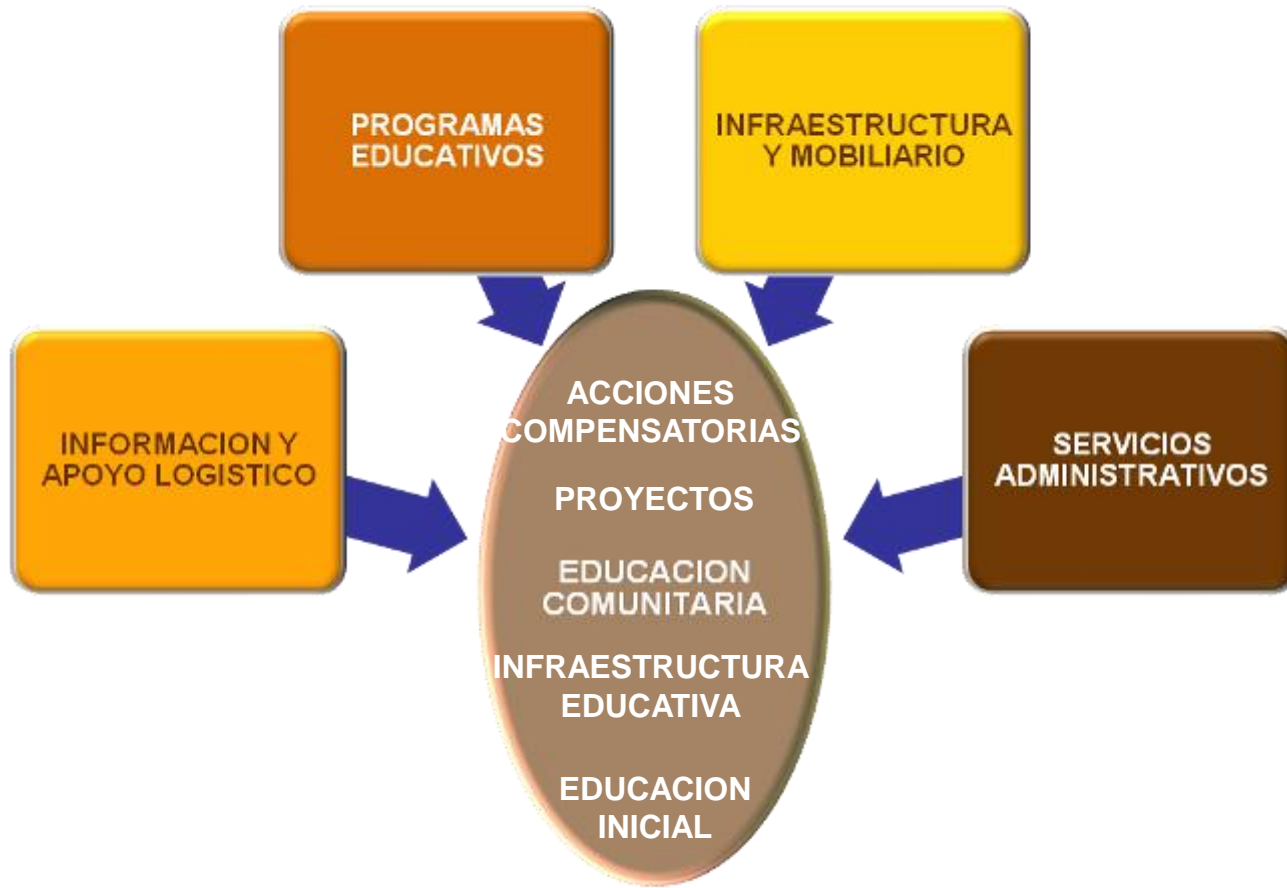 PROGRAMAS
EDUCATIVOS
INFRAESTRUCTURA
Y MOBILIARIO
INFORMACION Y
APOYO LOGISTICO
ACCIONES
COMPENSATORIAS
PROYECTOS
EDUCACION
COMUNITARIA
INFRAESTRUCTURA
EDUCATIVA
EDUCACION
INICIAL
SERVICIOS
ADMINISTRATIVOS